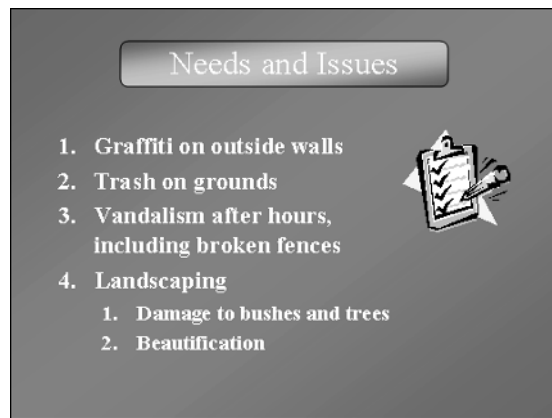 Needs and Issues
1. Graffiti on outside walls
2. Trash on grounds
3. Vandalism after hours,
including broken fences
4. Landscaping
1. Damage to bushes and trees
2. Beautification